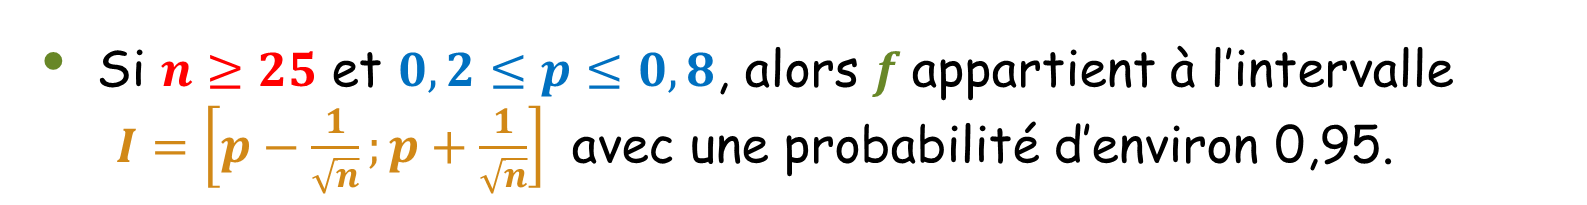 • Si n ≥ 25 et 0,2 ≤ p ≤ 0,8, alors f appartient à l'intervalle
I = [p − 1/√n ; p + 1/√n] avec une probabilité d'environ 0,95.